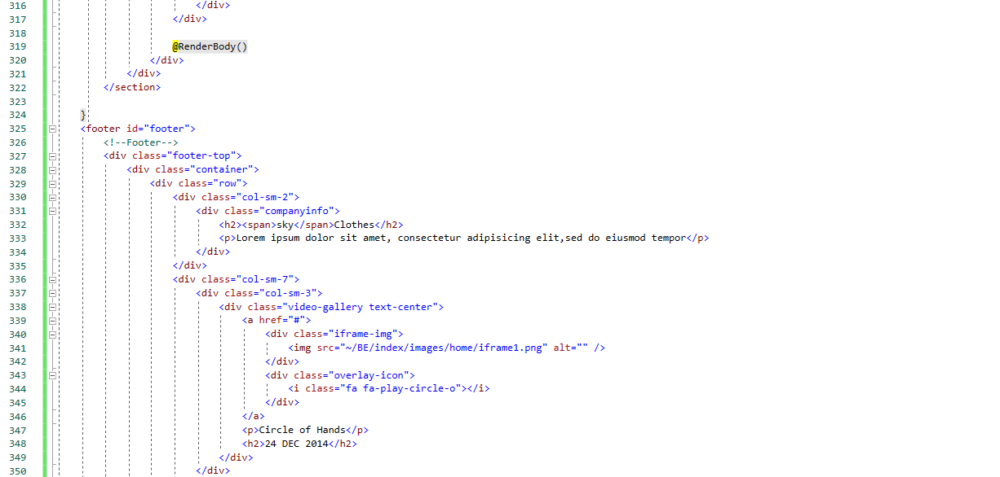 316 </div>
317 </div>
318
319 @RenderBody()
320 </div>
321 </div>
322 </section>
323
324 }
325 <footer id="footer">
326 <!--Footer-->
327 <div class="footer-top">
328 <div class="container">
329 <div class="row">
330 <div class="col-sm-2">
331 <div class="companyinfo">
332 <h2><span>sky</span>Clothes</h2>
333 <p>Lorem ipsum dolor sit amet, consectetur adipisicing elit,sed do eiusmod tempor</p>
334 </div>
335 </div>
336 <div class="col-sm-7">
337 <div class="col-sm-3">
338 <div class="video-gallery text-center">
339 <a href="#">
340 <div class="iframe-img">
341 <img src="~/BE/index/images/home/iframe1.png" alt="" />
342 </div>
343 <div class="overlay-icon">
344 <i class="fa fa-play-circle-o"></i>
345 </div>
346 </a>
347 <p>Circle of Hands</p>
348 <h2>24 DEC 2014</h2>
349 </div>
350 </div>